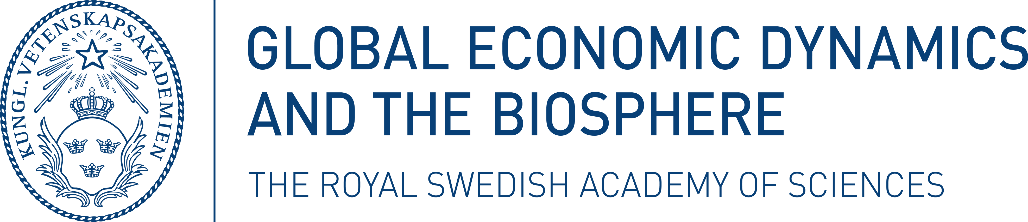 KUNGL. VETENSKAPSAKADEMIEN
GLOBAL ECONOMIC DYNAMICS
AND THE BIOSPHERE
THE ROYAL SWEDISH ACADEMY OF SCIENCES